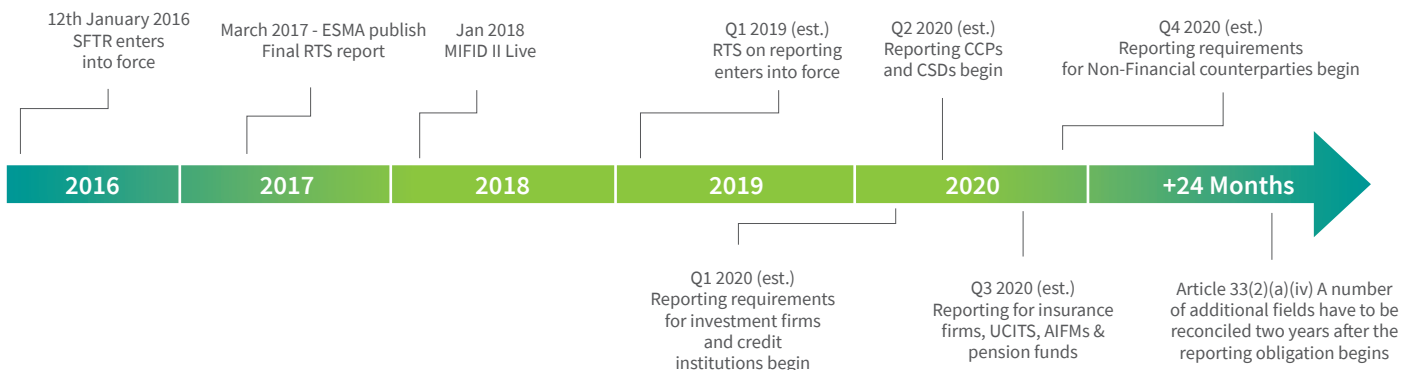 12th January 2016
SFTR enters
into force
March 2017 - ESMA publish
Final RTS report
Jan 2018
MIFID II Live
Q1 2019 (est.)
RTS on reporting
enters into force
Q2 2020 (est.)
Reporting CCPs
and CSDs begin
Q4 2020 (est.)
Reporting requirements
for Non-Financial counterparties begin
2016
2017
2018
2019
2020
+24 Months
Q1 2020 (est.)
Reporting requirements
for investment firms
and credit
institutions begin
Q3 2020 (est.)
Reporting for insurance
firms, UCITS, AIFMs &
pension funds
Article 33(2)(a)(iv) A number
of additional fields have to be
reconciled two years after the
reporting obligation begins